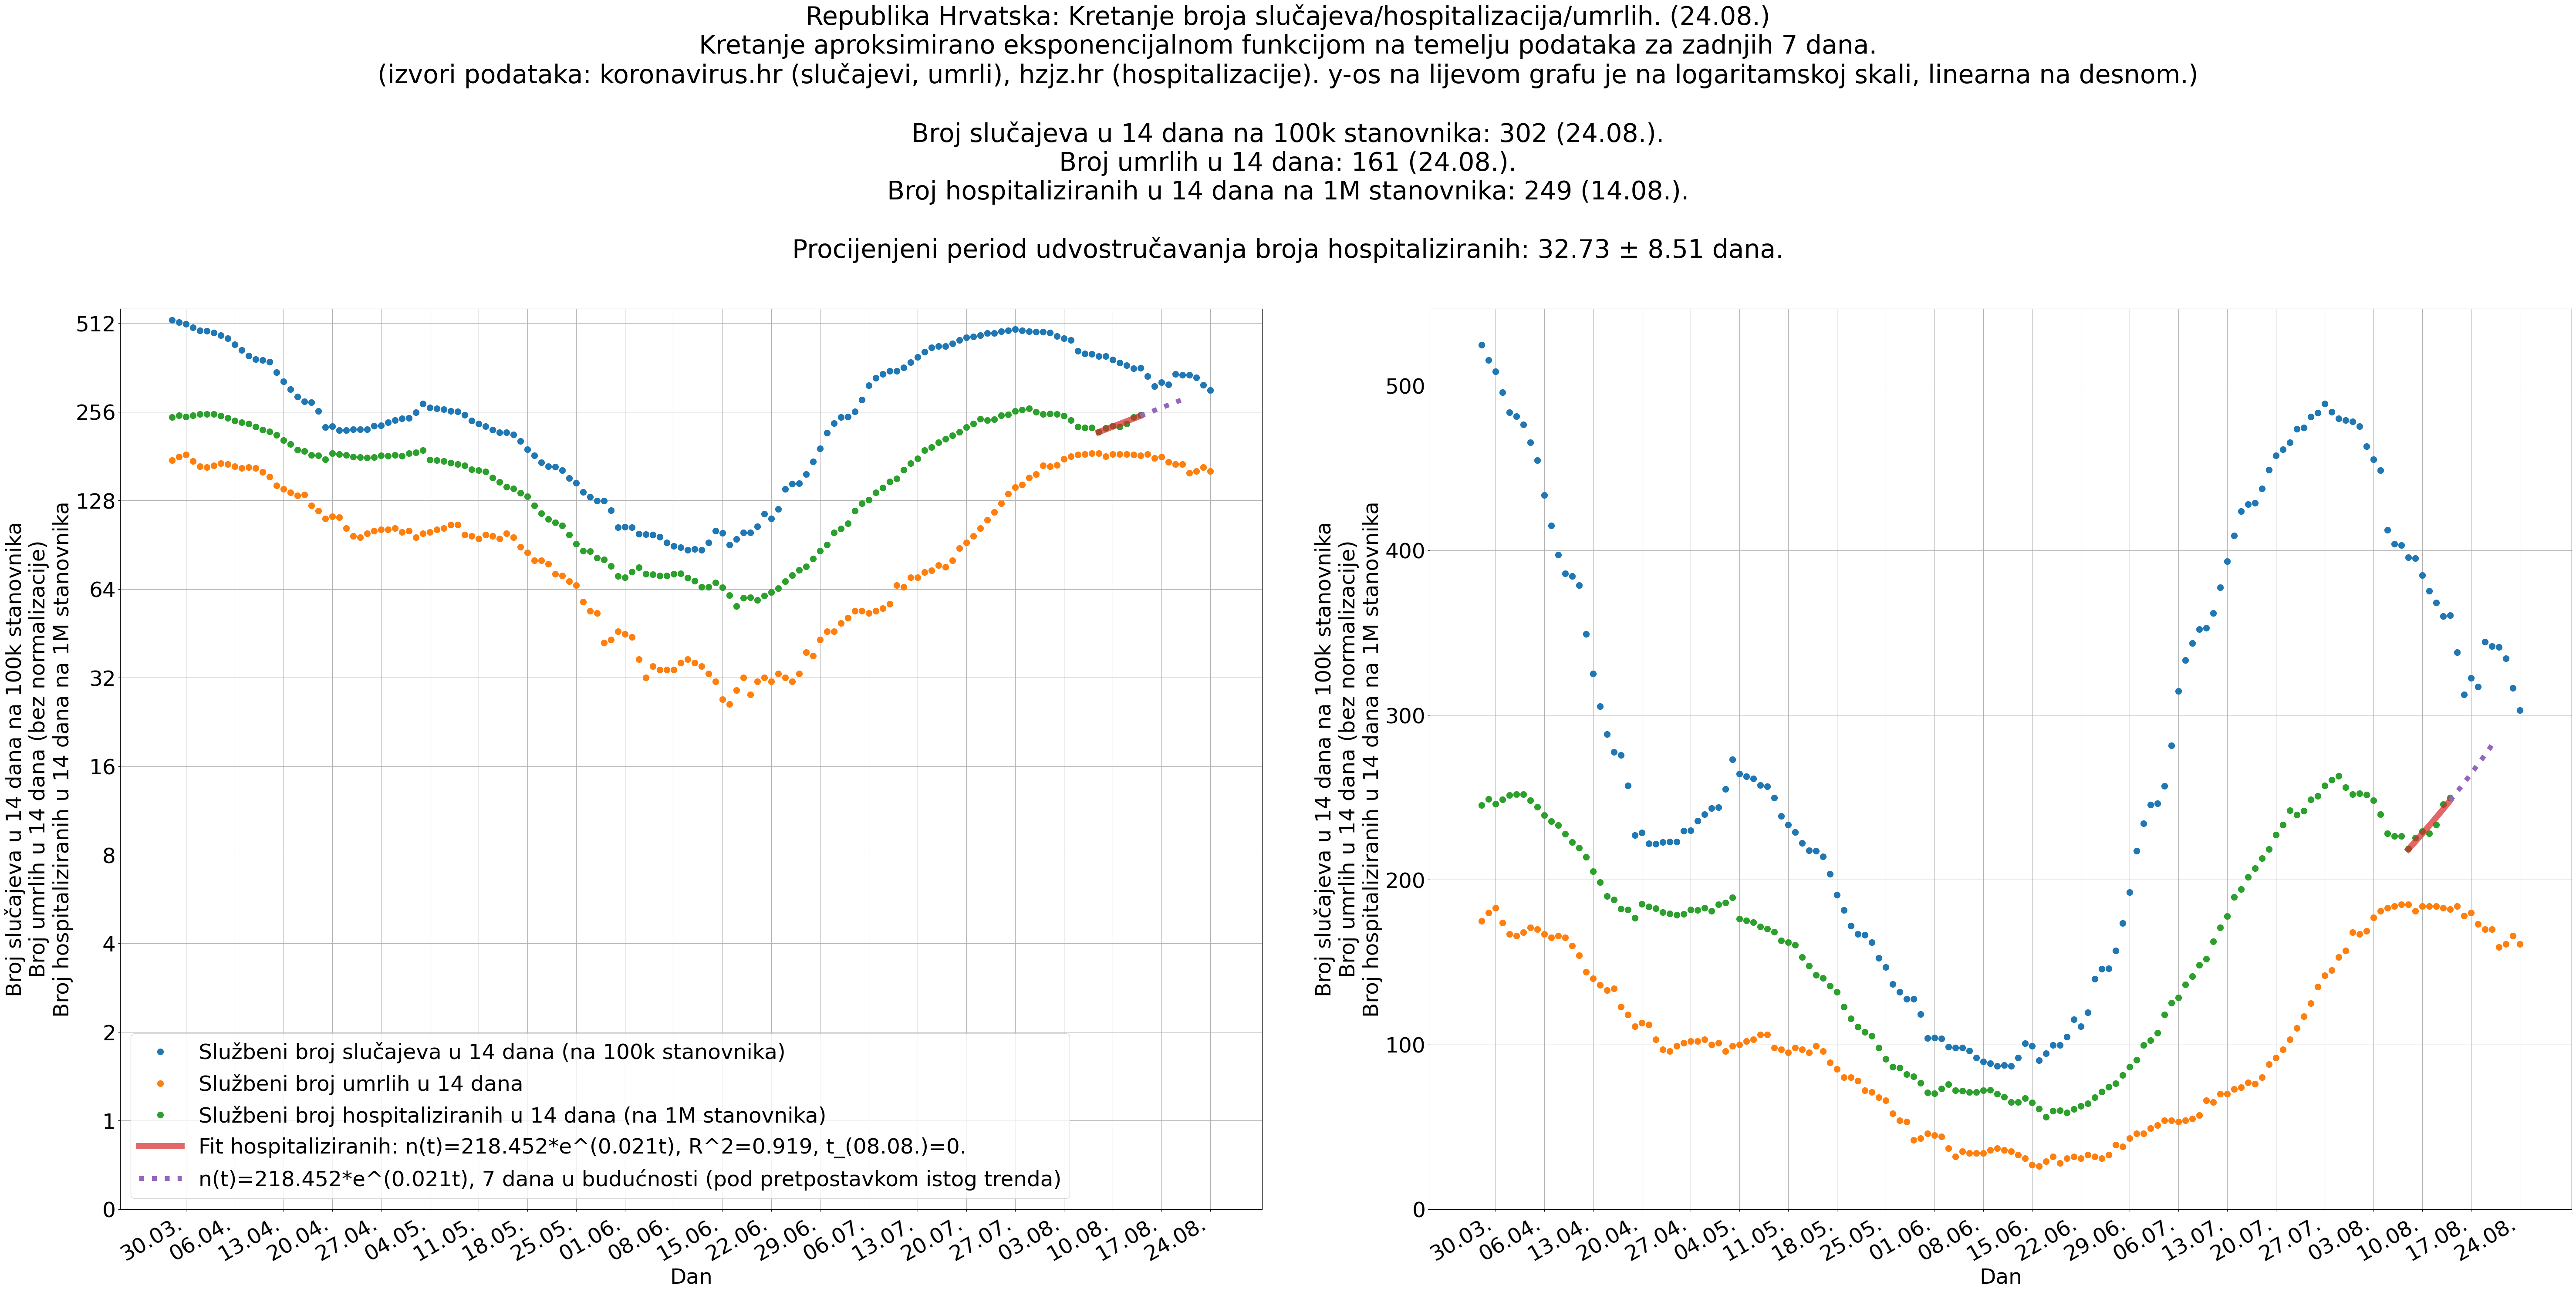 Republika Hrvatska: Kretanje broja slučajeva/hospitalizacija/umrlih. (24.08.)
Kretanje aproksimirano eksponencijalnom funkcijom na temelju podataka za zadnjih 7 dana.
(izvori podataka: koronavirus.hr (slučajevi, umrli), hzjz.hr (hospitalizacije). y-os na lijevom grafu je na logaritamskoj skali, linearna na desnom.)
Broj slučajeva u 14 dana na 100k stanovnika: 302 (24.08.).
Broj umrlih u 14 dana: 161 (24.08.).
Broj hospitaliziranih u 14 dana na 1M stanovnika: 249 (14.08.).
Procijenjeni period udvostručavanja broja hospitaliziranih: 32.73 ± 8.51 dana.
Broj slučajeva u 14 dana na 100k stanovnika
Broj umrlih u 14 dana (bez normalizacije)
Broj hospitaliziranih u 14 dana na 1M stanovnika
512
256
128
64
32
16
8
4
2
1
0
Službeni broj slučajeva u 14 dana (na 100k stanovnika)
Službeni broj umrlih u 14 dana
Službeni broj hospitaliziranih u 14 dana (na 1M stanovnika)
Fit hospitaliziranih: n(t)=218.452*e^(0.021t), R^2=0.919, t_(08.08.)=0.
n(t)=218.452*e^(0.021t), 7 dana u budućnosti (pod pretpostavkom istog trenda)
30.03. 06.04. 13.04. 20.04. 27.04. 04.05. 11.05. 18.05. 25.05. 01.06. 08.06. 15.06. 22.06. 29.06. 06.07. 13.07. 20.07. 27.07. 03.08. 10.08. 17.08. 24.08.
Dan
Broj slučajeva u 14 dana na 100k stanovnika
Broj umrlih u 14 dana (bez normalizacije)
Broj hospitaliziranih u 14 dana na 1M stanovnika
500
400
300
200
100
0
30.03. 06.04. 13.04. 20.04. 27.04. 04.05. 11.05. 18.05. 25.05. 01.06. 08.06. 15.06. 22.06. 29.06. 06.07. 13.07. 20.07. 27.07. 03.08. 10.08. 17.08. 24.08.
Dan